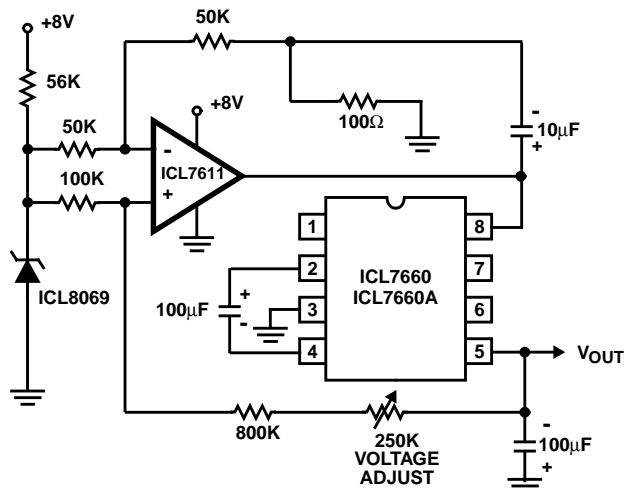 +8V
50K
56K
+8V
100Ω
-
10µF
+
50K
-
ICL7611
100K
+
1
8
2
ICL7660
ICL7660A
7
ICL8069
100µF
+
-
3
6
4
5
VOUT
800K
250K
VOLTAGE
ADJUST
-
100µF
+